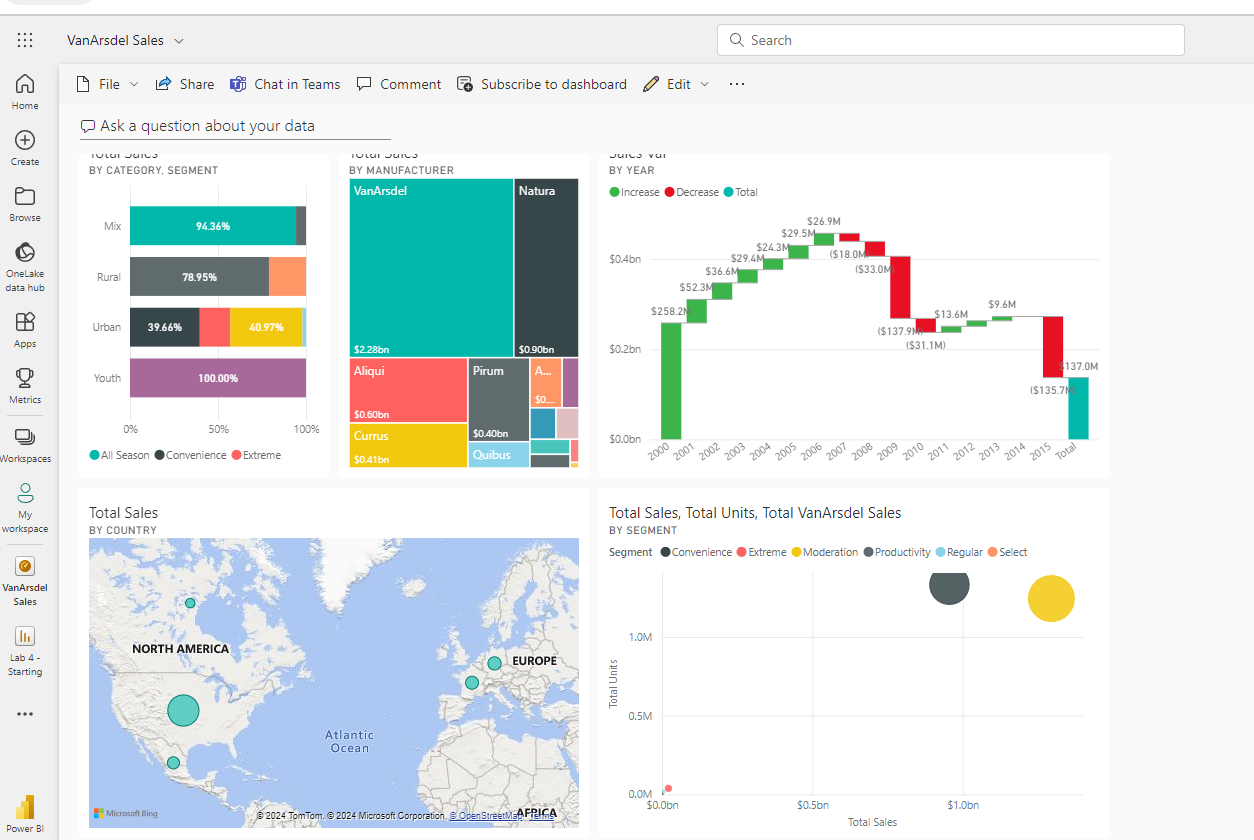 VanArsdel Sales
Search
Home
Create
Browse
OneLake
data hub
Apps
Metrics
Workspaces
My
workspace
VanArsdel
Sales
Lab 4 -
Starting
Power BI
File
Share
Chat in Teams
Comment
Subscribe to dashboard
Edit
Ask a question about your data
Total Sales
BY CATEGORY, SEGMENT
Mix
94.36%
Rural
78.95%
Urban
39.66%
40.97%
Youth
100.00%
0%
50%
100%
All Season
Convenience
Extreme
Total Sales
BY MANUFACTURER
VanArsdel
$2.28bn
Natura
$0.90bn
Aliqui
$0.60bn
Pirum
$0.40bn
A...
$0....
Currus
$0.41bn
Quibus
Sales Var
BY YEAR
Increase
Decrease
Total
$0.4bn
$0.2bn
$0.0bn
$258.2M
$52.3M
$36.6M
$29.4M
$24.3M
$29.5M
$26.9M
($18.0M)
($33.0M)
($137.9M)
($31.1M)
$13.6M
$9.6M
($135.7M)
$137.0M
2000
2001
2002
2003
2004
2005
2006
2007
2008
2009
2010
2011
2012
2013
2014
2015
Total
Total Sales
BY COUNTRY
NORTH AMERICA
EUROPE
Atlantic
Ocean
AFRICA
Microsoft Bing
© 2024 TomTom, © 2024 Microsoft Corporation, © OpenStreetMap Terms
Total Sales, Total Units, Total VanArsdel Sales
BY SEGMENT
Segment
Convenience
Extreme
Moderation
Productivity
Regular
Select
Total Units
1.0M
0.5M
0.0M
$0.0bn
$0.5bn
$1.0bn
Total Sales